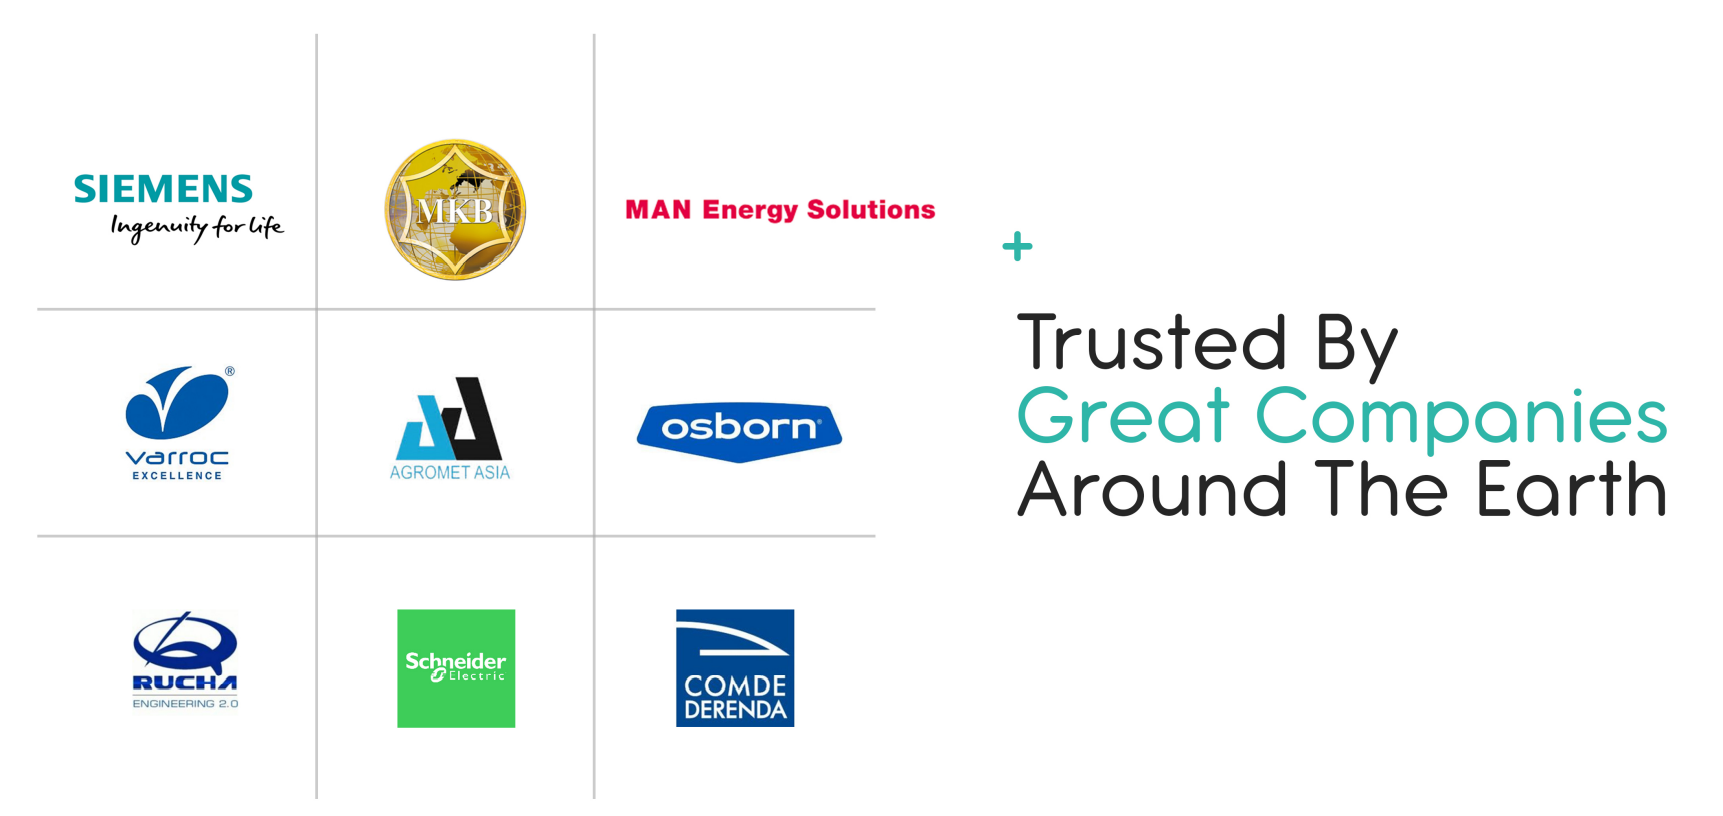 SIEMENS
Ingenuity for life
MKB
MAN Energy Solutions
varroc®
EXCELLENCE
AGROMET ASIA
osborn®
RUCHA
ENGINEERING 2.0
Schneider
Electric
COMDE
DERENDA
+
Trusted By
Great Companies
Around The Earth